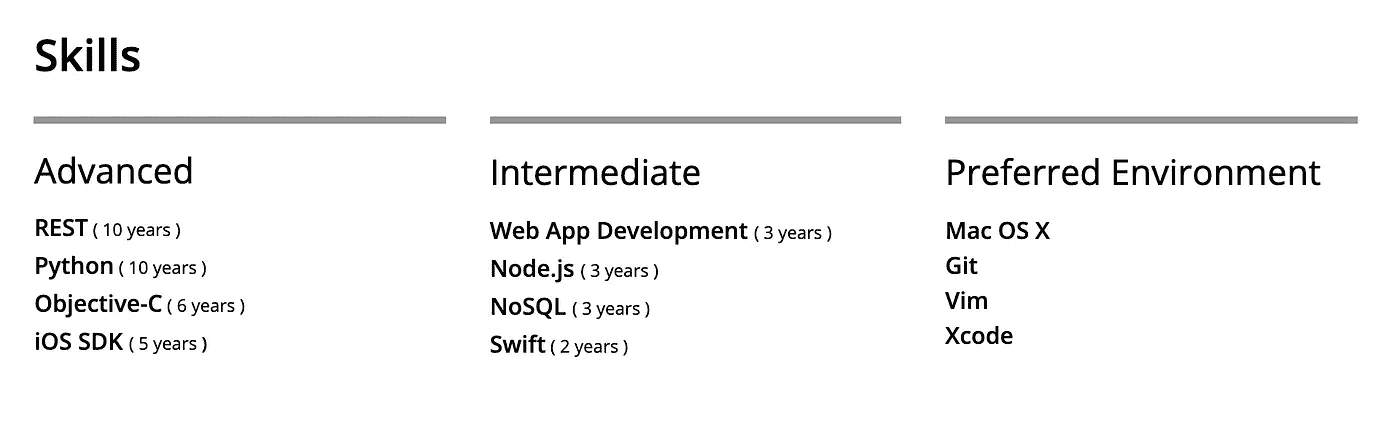 Skills
Advanced
REST ( 10 years )
Python ( 10 years )
Objective-C ( 6 years )
iOS SDK ( 5 years )
Intermediate
Web App Development ( 3 years )
Node.js ( 3 years )
NoSQL ( 3 years )
Swift ( 2 years )
Preferred Environment
Mac OS X
Git
Vim
Xcode